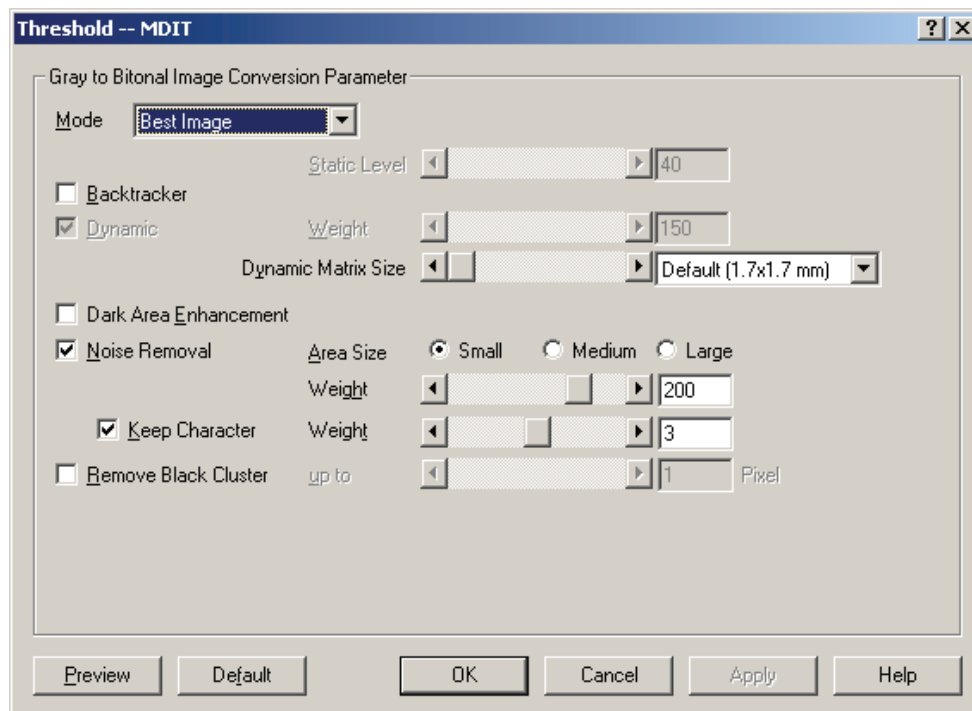 Threshold -- MDIT
Gray to Bitonal Image Conversion Parameter
Mode Best Image
Static Level 40
Backtracker
Dynamic Weight 150
Dynamic Matrix Size Default (1.7x1.7 mm)
Dark Area Enhancement
Noise Removal Area Size Small Medium Large
Weight 200
Keep Character Weight 3
Remove Black Cluster up to 1 Pixel
Preview Default OK Cancel Apply Help